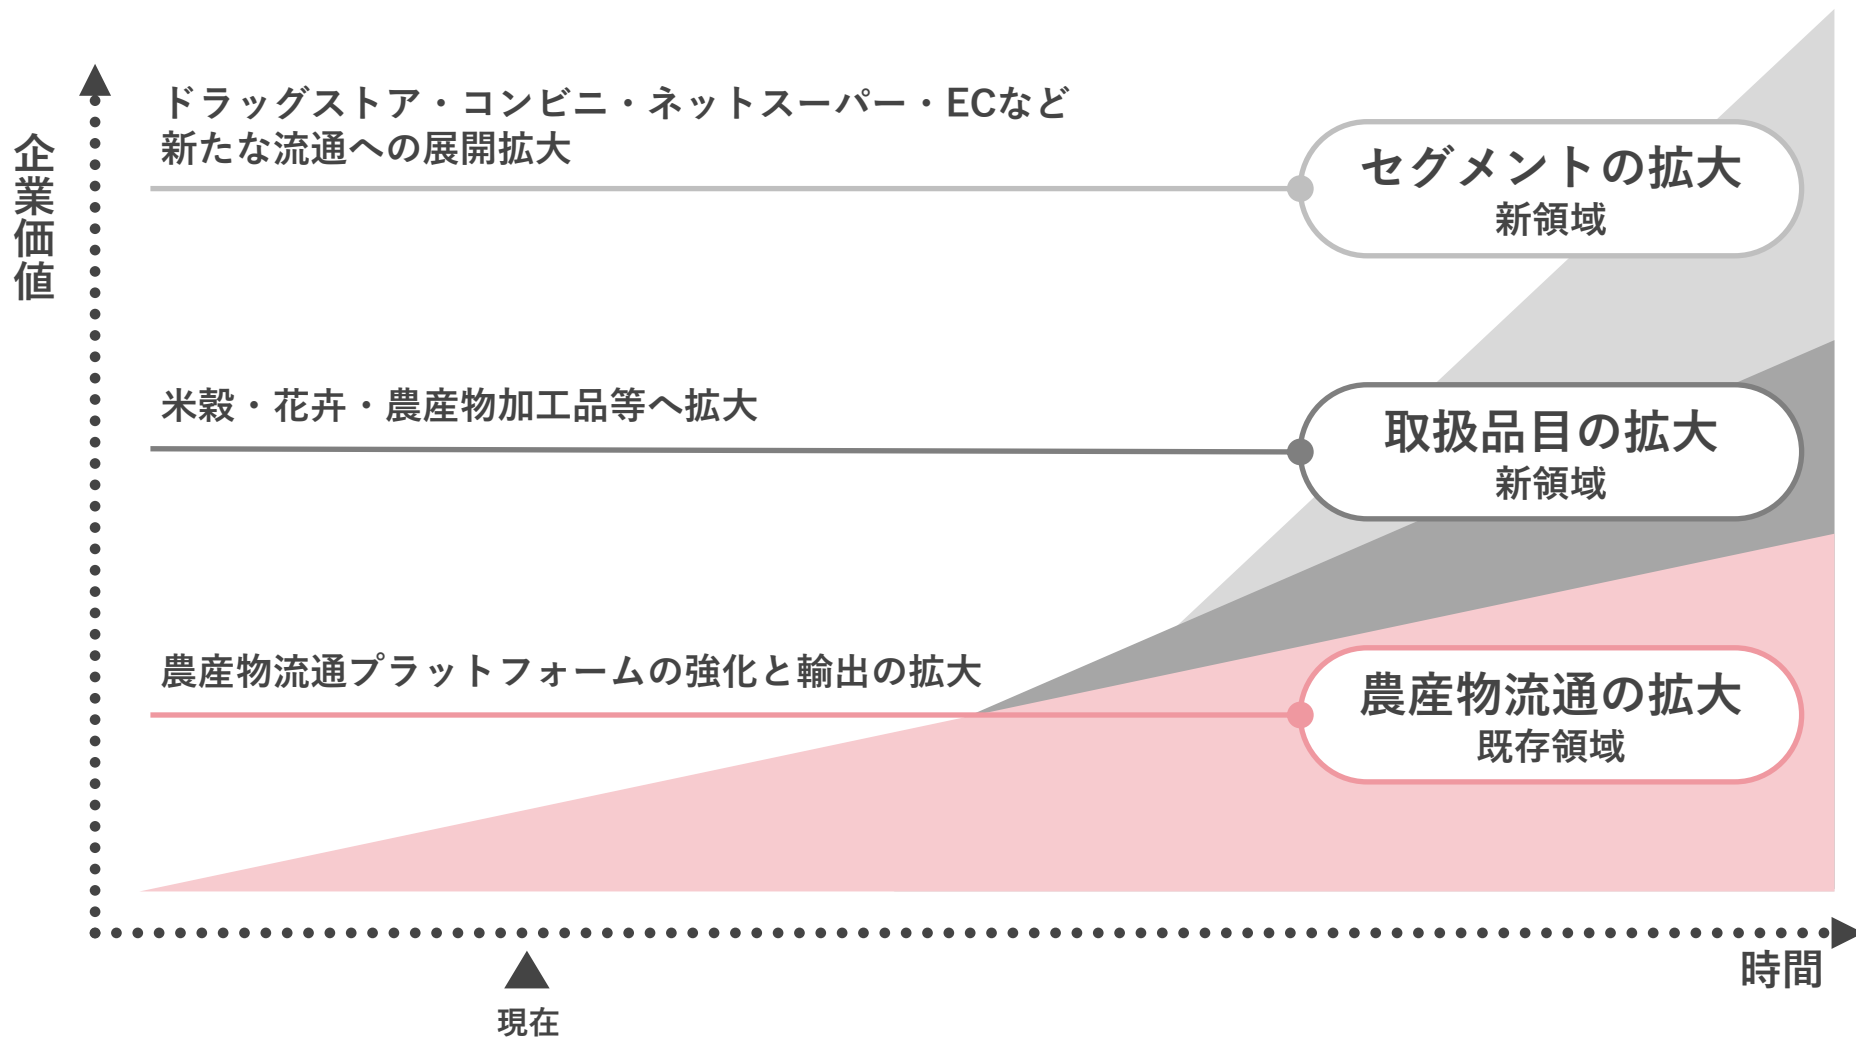 企業価値
ドラッグストア・コンビニ・ネットスーパー・ECなど
新たな流通への展開拡大
セグメントの拡大
新領域
米穀・花卉・農産物加工品等へ拡大
取扱品目の拡大
新領域
農産物流通プラットフォームの強化と輸出の拡大
農産物流通の拡大
既存領域
時間
現在